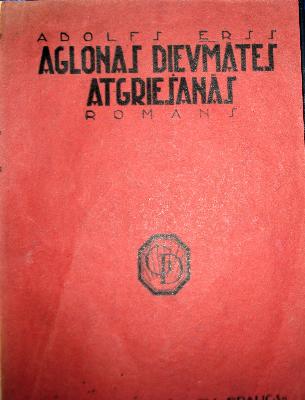 ADOLFS ERSS
AGLONAS DIEVMĀTES
ATGRIEŠANĀS
ROMANS